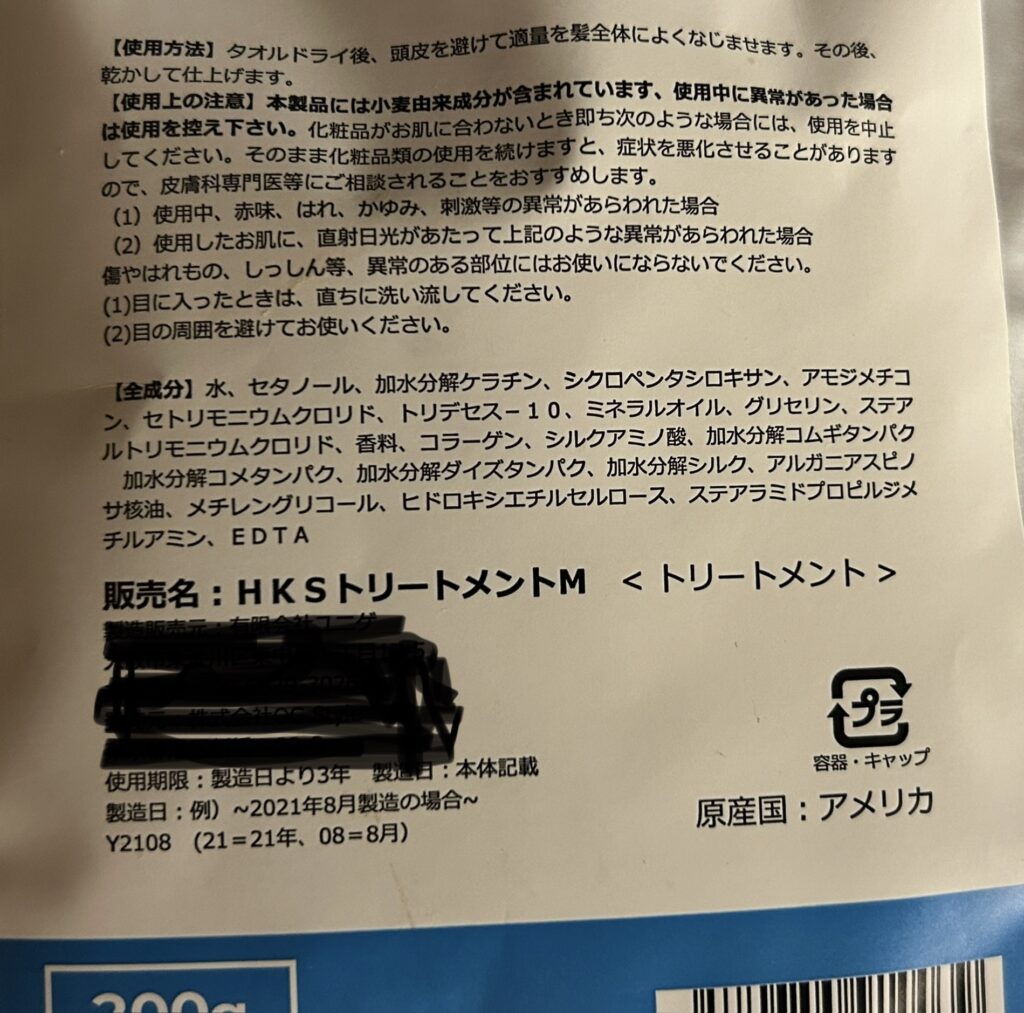 【使用方法】タオルドライ後、頭皮を避けて適量を髪全体によくなじませます。その後、
乾かして仕上げます。
【使用上の注意】本製品には小麦由来成分が含まれています、使用中に異常があった場合
は使用を控え下さい。化粧品がお肌に合わないとき即ち次のような場合には、使用を中止
してください。そのまま化粧品類の使用を続けますと、症状を悪化させることがあります
ので、皮膚科専門医等にご相談されることをおすすめします。
(1）使用中、赤味、はれ、かゆみ、刺激等の異常があらわれた場合
(2）使用したお肌に、直射日光があたって上記のような異常があらわれた場合
傷やはれもの、しっしん等、異常のある部位にはお使いにならないでください。
(1)目に入ったときは、直ちに洗い流してください。
(2)目の周囲を避けてお使いください。
【全成分】水、セタノール、加水分解ケラチン、シクロペンタシロキサン、アモジメチコ
ン、セトリモニウムクロリド、トリデセス－１０、ミネラルオイル、グリセリン、ステア
ルトリモニウムクロリド、香料、コラーゲン、シルクアミノ酸、加水分解コムギタンパク
加水分解コメタンパク、加水分解ダイズタンパク、加水分解シルク、アルガニアスピノ
サ核油、メチレングリコール、ヒドロキシエチルセルロース、ステアラミドプロピルジメ
チルアミン、ＥＤＴＡ
販売名：ＨＫＳトリートメントM ＜トリートメント＞
製造販売元：有限会社ユニゲ
使用期限：製造日より3年 製造日：本体記載
製造日：例）~2021年8月製造の場合~
Y2108 (21＝21年、08＝8月）
プラ
容器・キャップ
原産国：アメリカ
200g